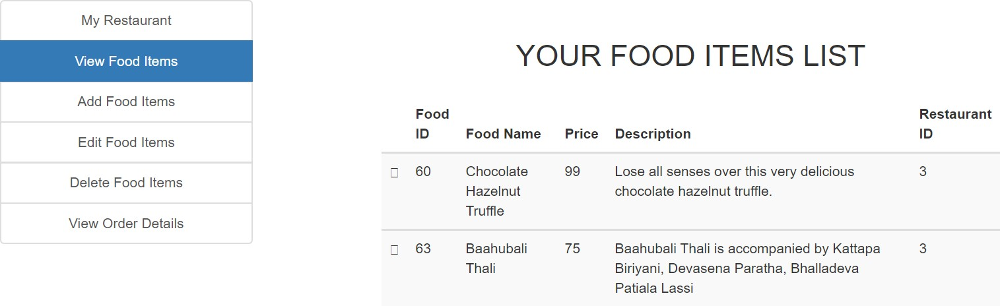 My Restaurant
View Food Items
Add Food Items
Edit Food Items
Delete Food Items
View Order Details
YOUR FOOD ITEMS LIST
Food ID Food Name Price Description Restaurant ID
60 Chocolate Hazelnut Truffle 99 Lose all senses over this very delicious chocolate hazelnut truffle. 3
63 Baahubali Thali 75 Baahubali Thali is accompanied by Kattapa Biriyani, Devasena Paratha, Bhalladeva Patiala Lassi 3